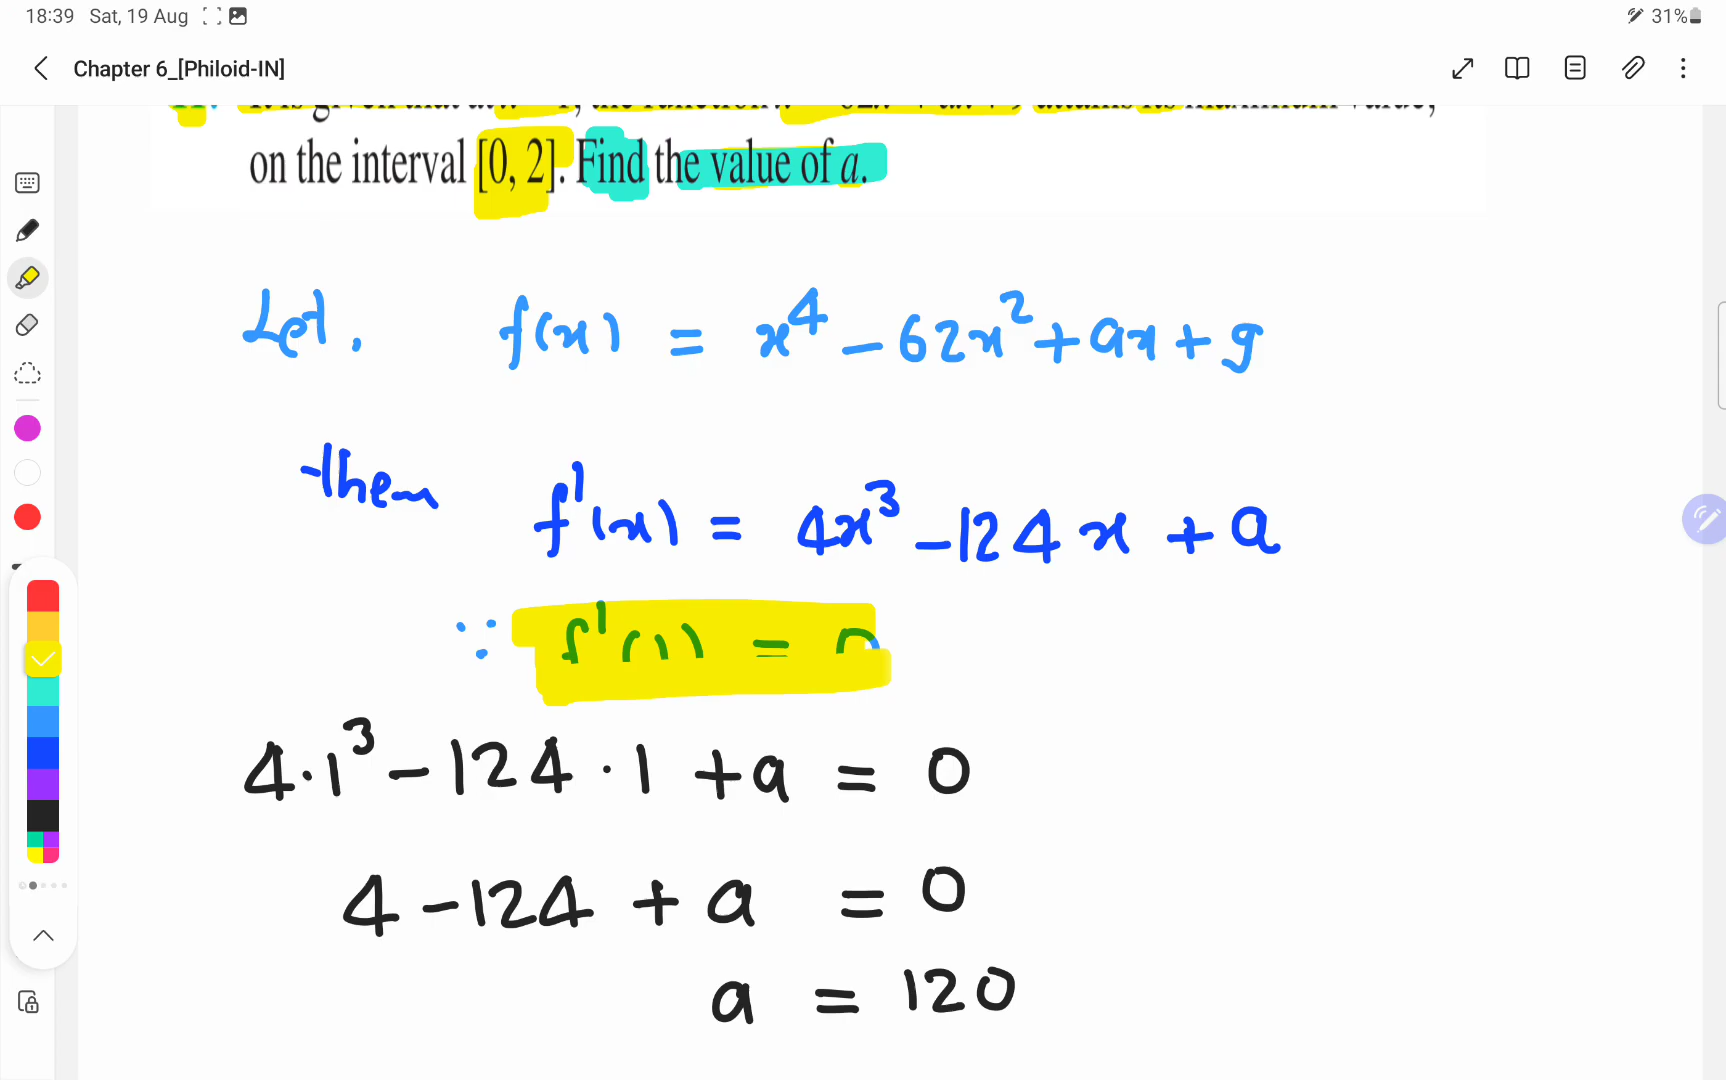 18:39 Sat, 19 Aug 31%
Chapter 6_[Philoid-IN]
on the interval [0, 2]. Find the value of a.
Let, f(x) = x⁴ - 62x² + ax + 9
then f'(x) = 4x³ - 124x + a
∵ f'(1) = 0
4·1³ - 124·1 + a = 0
4 - 124 + a = 0
a = 120